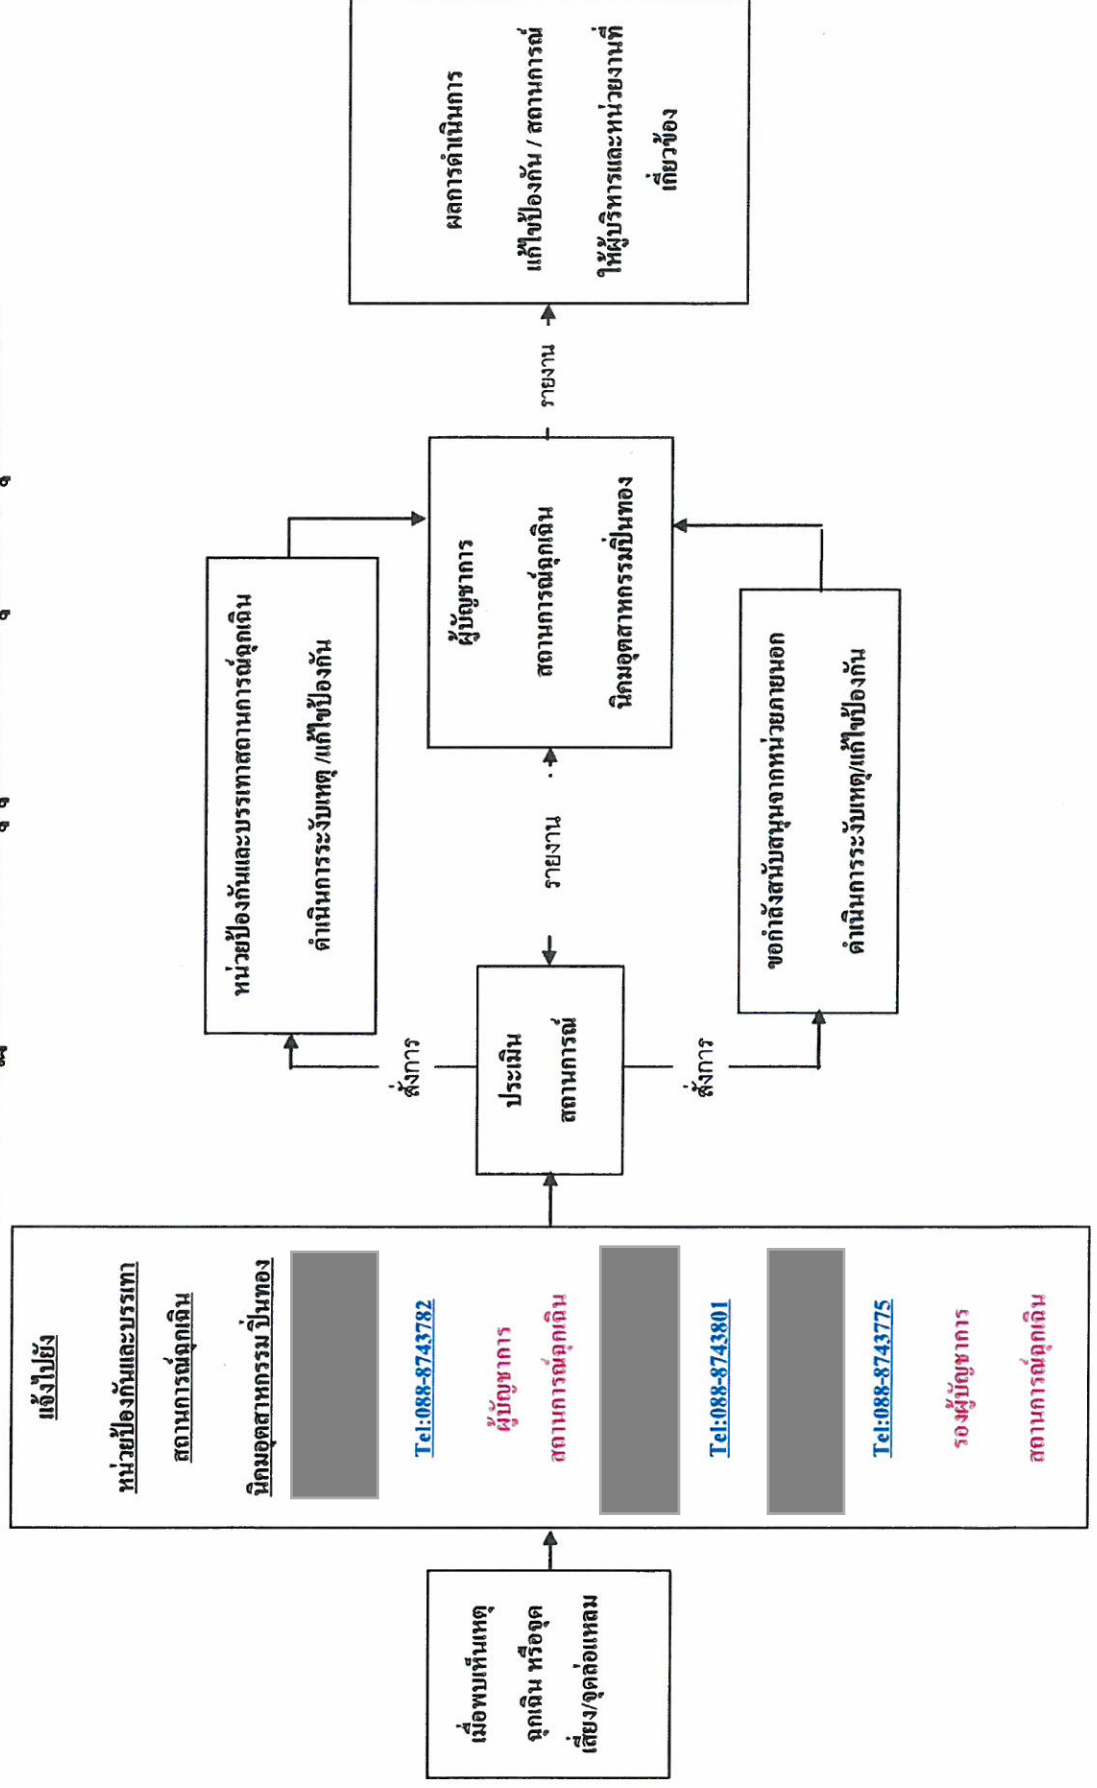 เมื่อพบเห็นเหตุ
ฉุกเฉิน หรือจุด
เสี่ยง/จุดล่อแหลม
แจ้งไปยัง
หน่วยป้องกันและบรรเทา
สถานการณ์ฉุกเฉิน
นิคมอุตสาหกรรม ปิ่นทอง
Tel:088-8743782
ผู้บัญชาการ
สถานการณ์ฉุกเฉิน
Tel:088-8743801
Tel:088-8743775
รองผู้บัญชาการ
สถานการณ์ฉุกเฉิน
ประเมิน
สถานการณ์
สั่งการ
สั่งการ
หน่วยป้องกันและบรรเทาสถานการณ์ฉุกเฉิน
ดำเนินการระงับเหตุ /แก้ไขป้องกัน
รายงาน
ขอกำลังสนับสนุนจากหน่วยภายนอก
ดำเนินการระงับเหตุ/แก้ไขป้องกัน
ผู้บัญชาการ
สถานการณ์ฉุกเฉิน
นิคมอุตสาหกรรมปิ่นทอง
รายงาน
ผลการดำเนินการ
แก้ไขป้องกัน / สถานการณ์
ให้ผู้บริหารและหน่วยงานที่
เกี่ยวข้อง